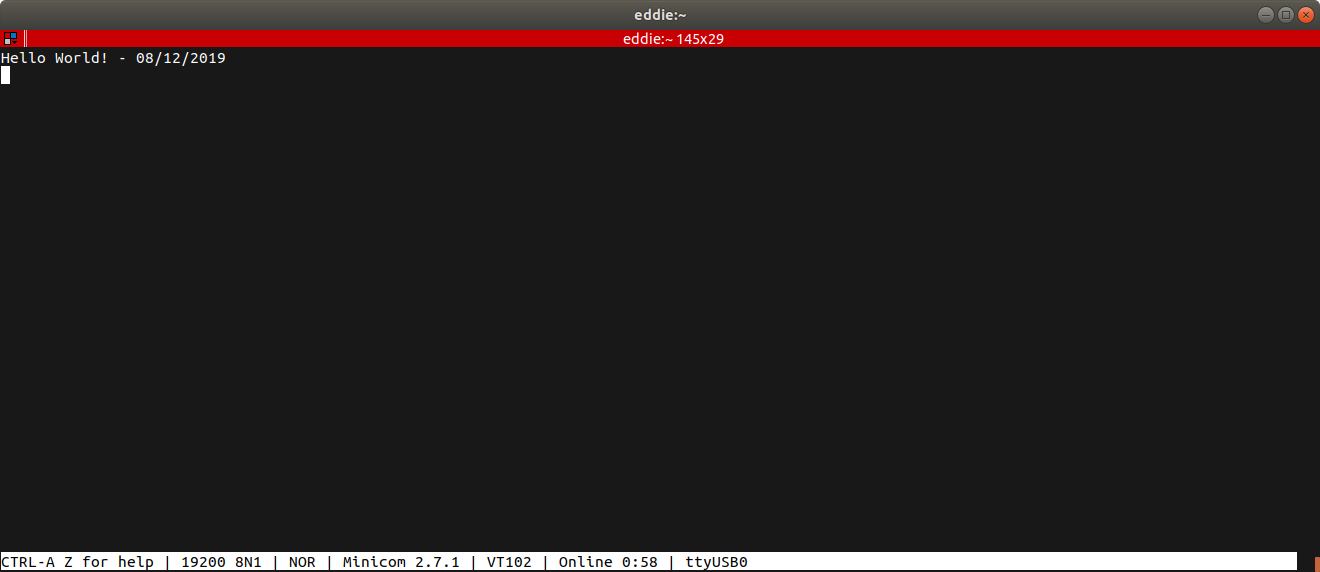 eddie:~
eddie:~ 145x29
Hello World! - 08/12/2019
CTRL-A Z for help | 19200 8N1 | NOR | Minicom 2.7.1 | VT102 | Online 0:58 | ttyUSB0